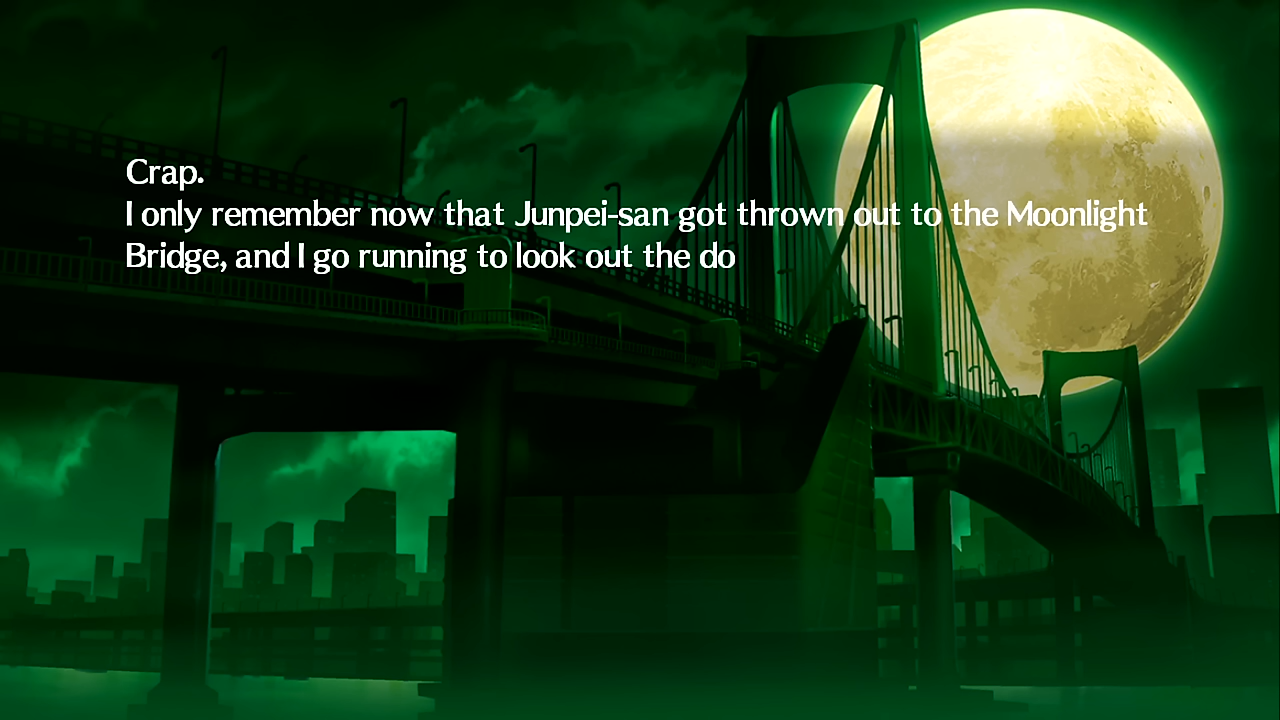 Crap.
I only remember now that Junpei-san got thrown out to the Moonlight
Bridge, and I go running to look out the do